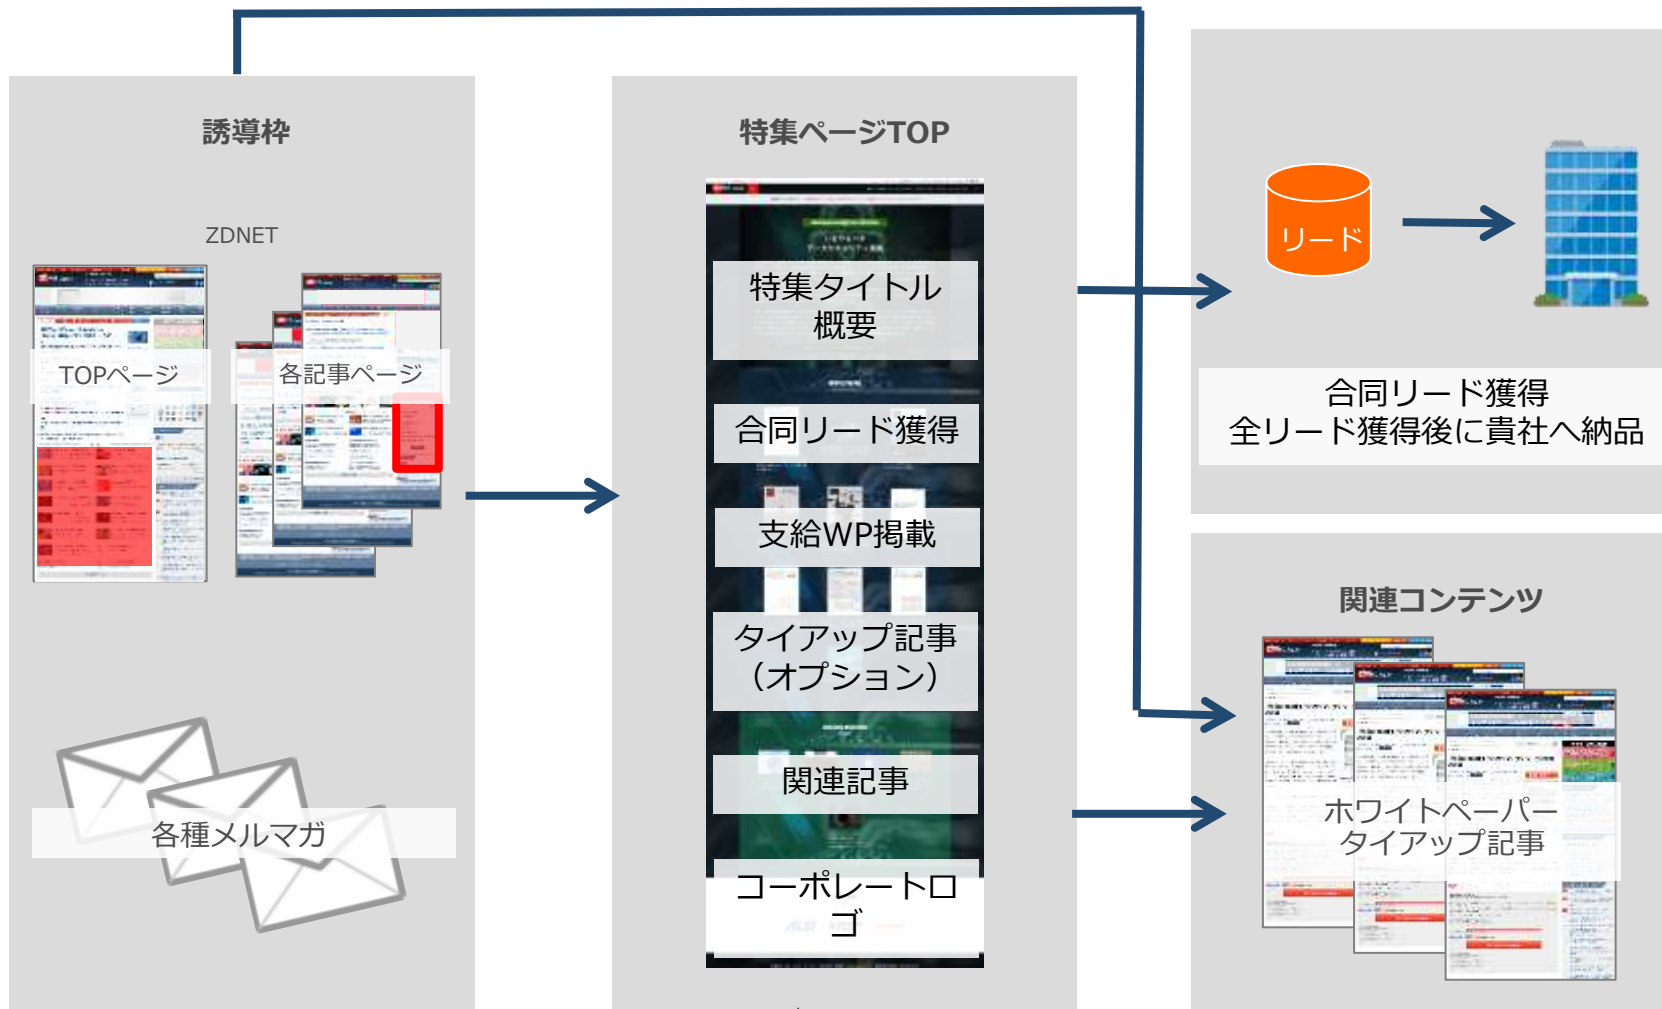 誘導枠
ZDNET
TOPページ
各記事ページ
各種メルマガ
特集ページTOP
特集タイトル
概要
合同リード獲得
支給WP掲載
タイアップ記事
（オプション）
関連記事
コーポレートロ
ゴ
リード
合同リード獲得
全リード獲得後に貴社へ納品
関連コンテンツ
ホワイトペーパー
タイアップ記事